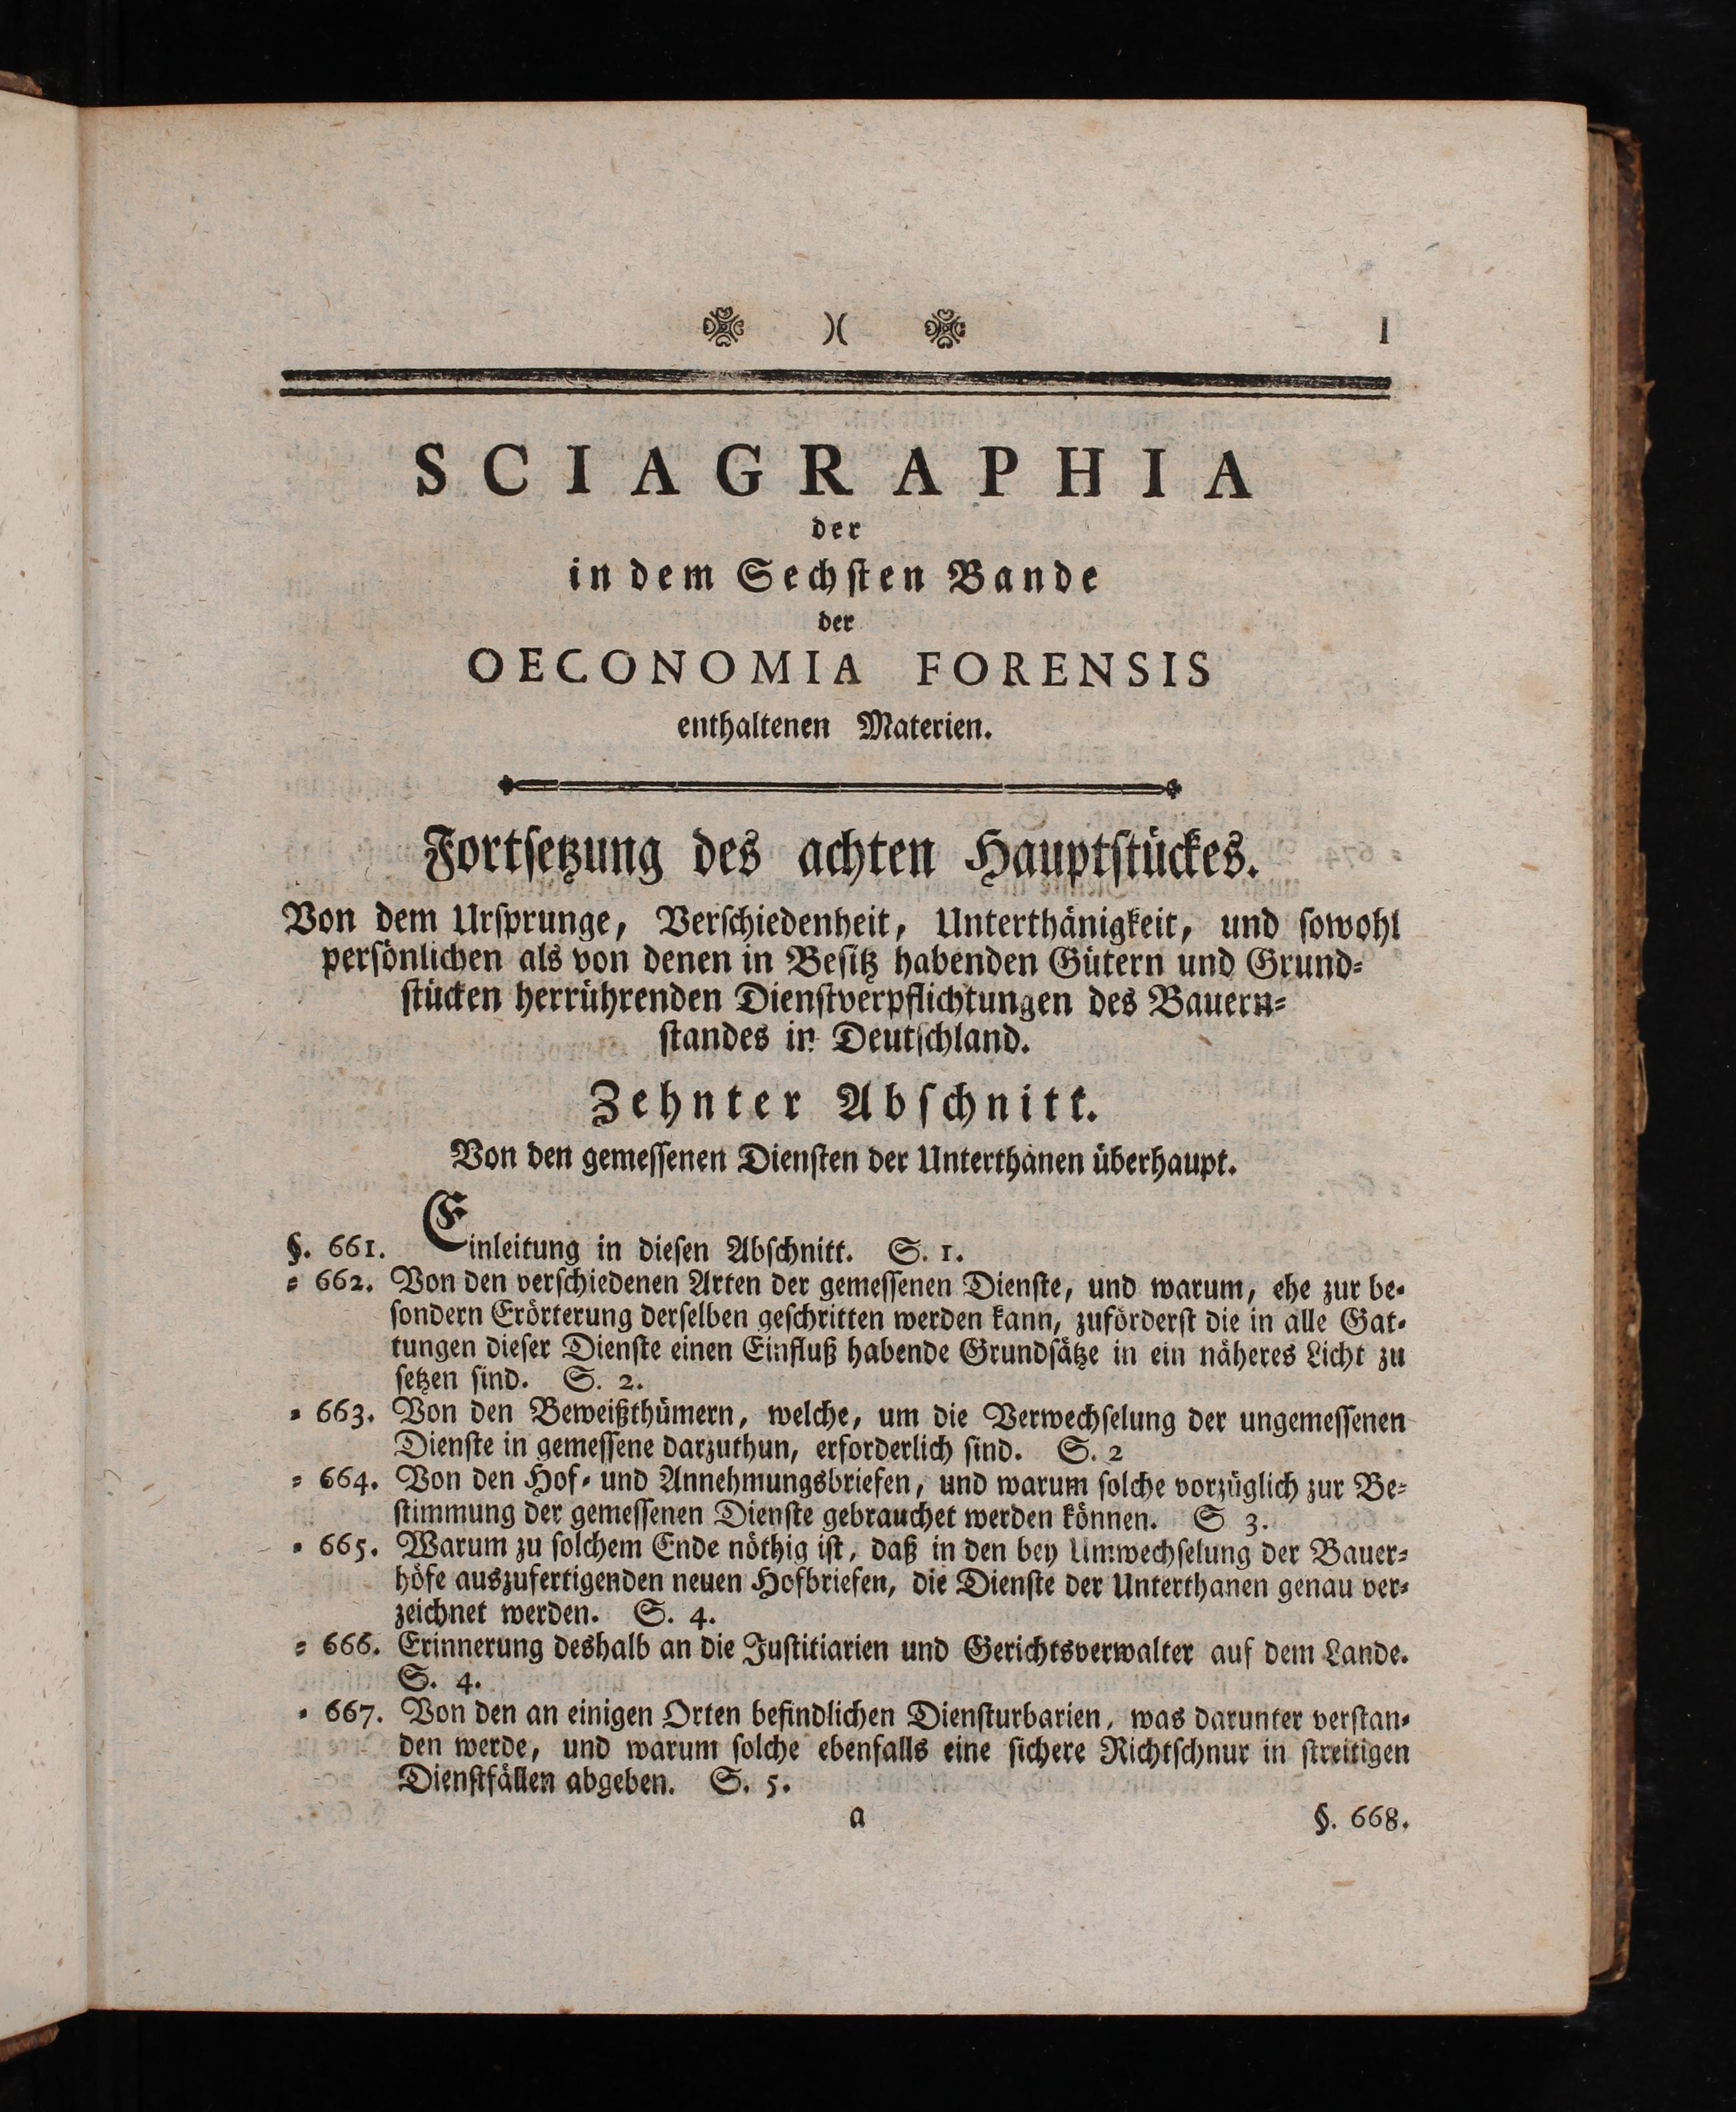 )( 1
SCIAGRAPHIA
der
in dem Sechsten Bande
der
OECONOMIA FORENSIS
enthaltenen Materien.
Fortsetzung des achten Hauptstückes.
Von dem Ursprunge, Verschiedenheit, Unterthänigkeit, und sowohl
persönlichen als von denen in Besitz habenden Gütern und Grund-
stücken herrührenden Dienstverpflichtungen des Bauern-
standes in Deutschland.
Zehnter Abschnitt.
Von den gemessenen Diensten der Unterthanen überhaupt.
§. 661. Einleitung in diesen Abschnitt. S. 1.
= 662. Von den verschiedenen Arten der gemessenen Dienste, und warum, ehe zur be-
sondern Erörterung derselben geschritten werden kann, zuförderst die in alle Gat-
tungen dieser Dienste einen Einfluß habende Grundsätze in ein näheres Licht zu
setzen sind. S. 2.
= 663. Von den Beweißthümern, welche, um die Verwechselung der ungemessenen
Dienste in gemessene darzuthun, erforderlich sind. S. 2
= 664. Von den Hof- und Annehmungsbriefen, und warum solche vorzüglich zur Be-
stimmung der gemessenen Dienste gebrauchet werden können. S 3.
= 665. Warum zu solchem Ende nöthig ist, daß in den bey Umwechselung der Bauer-
höfe auszufertigenden neuen Hofbriefen, die Dienste der Unterthanen genau ver-
zeichnet werden. S. 4.
= 666. Erinnerung deshalb an die Justitiarien und Gerichtsverwalter auf dem Lande.
S. 4.
= 667. Von den an einigen Orten befindlichen Diensturbarien, was darunter verstan-
den werde, und warum solche ebenfalls eine sichere Richtschnur in streitigen
Dienstfällen abgeben. S. 5.
a §. 668.